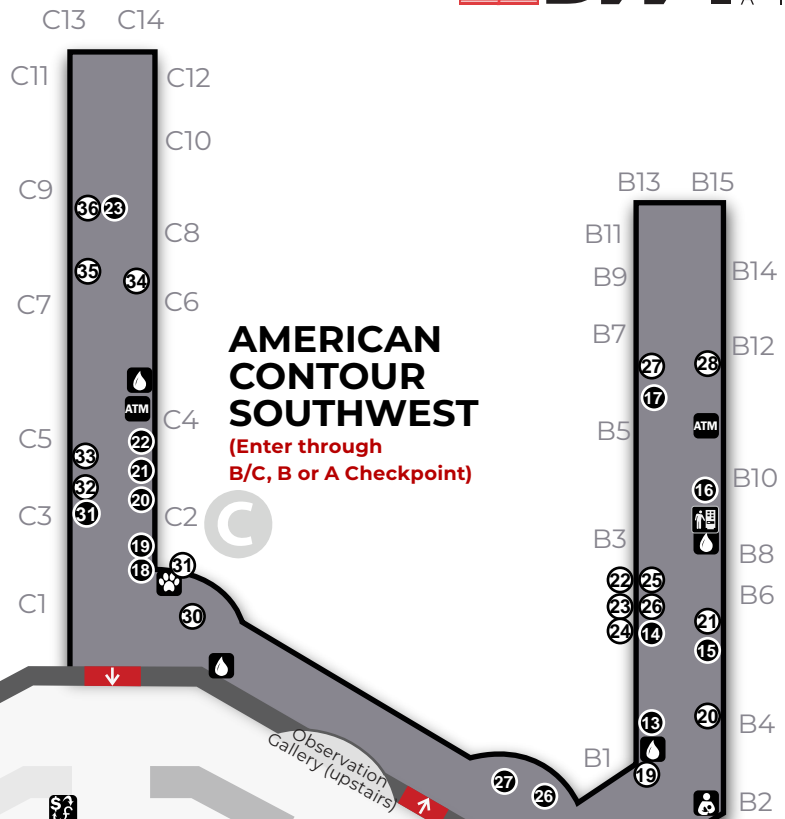 C13 C14
C11 C12
C10
C9
36 23
C8
35 34
C7 C6
ATM
C4
C5
22
33
21
32
20
C3 31
C2
C
19
18 31
C1
30
AMERICAN
CONTOUR
SOUTHWEST
(Enter through
B/C, B or A Checkpoint)
B13 B15
B11
B9 B14
B7 B12
27 28
17
B5 ATM
B10
16
B3 B8
22 25 B6
23 26 21
24 14 15
13 20 B4
B1
19
B2
Observation
Gallery (upstairs)
27
26
$ ? £